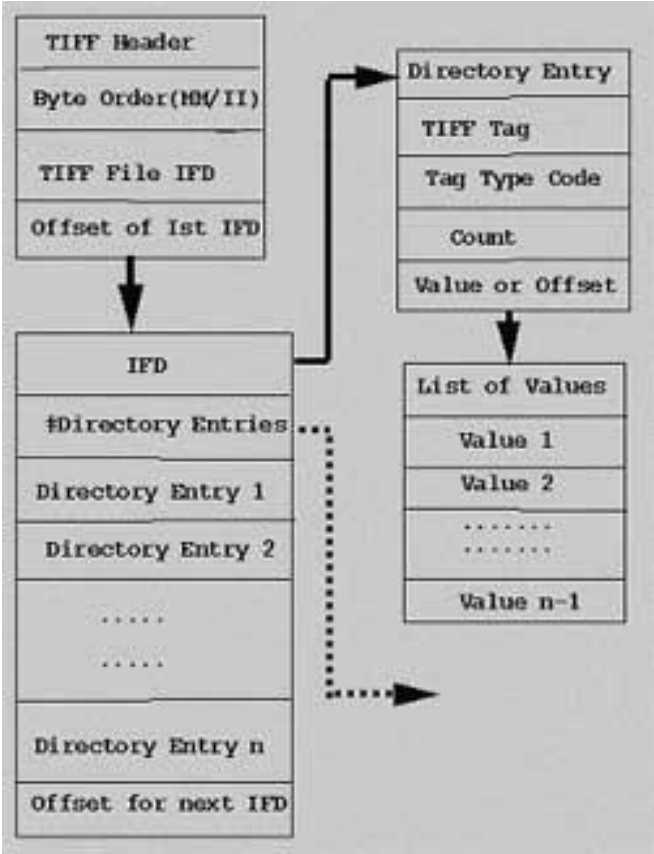 TIFF Header
Byte Order(MM/II)
TIFF File IFD
Offset of Ist IFD
IFD
#Directory Entries
Directory Entry 1
Directory Entry 2
.....
.....
Directory Entry n
Offset for next IFD
Directory Entry
TIFF Tag
Tag Type Code
Count
Value or Offset
List of Values
Value 1
Value 2
.......
.......
Value n-1